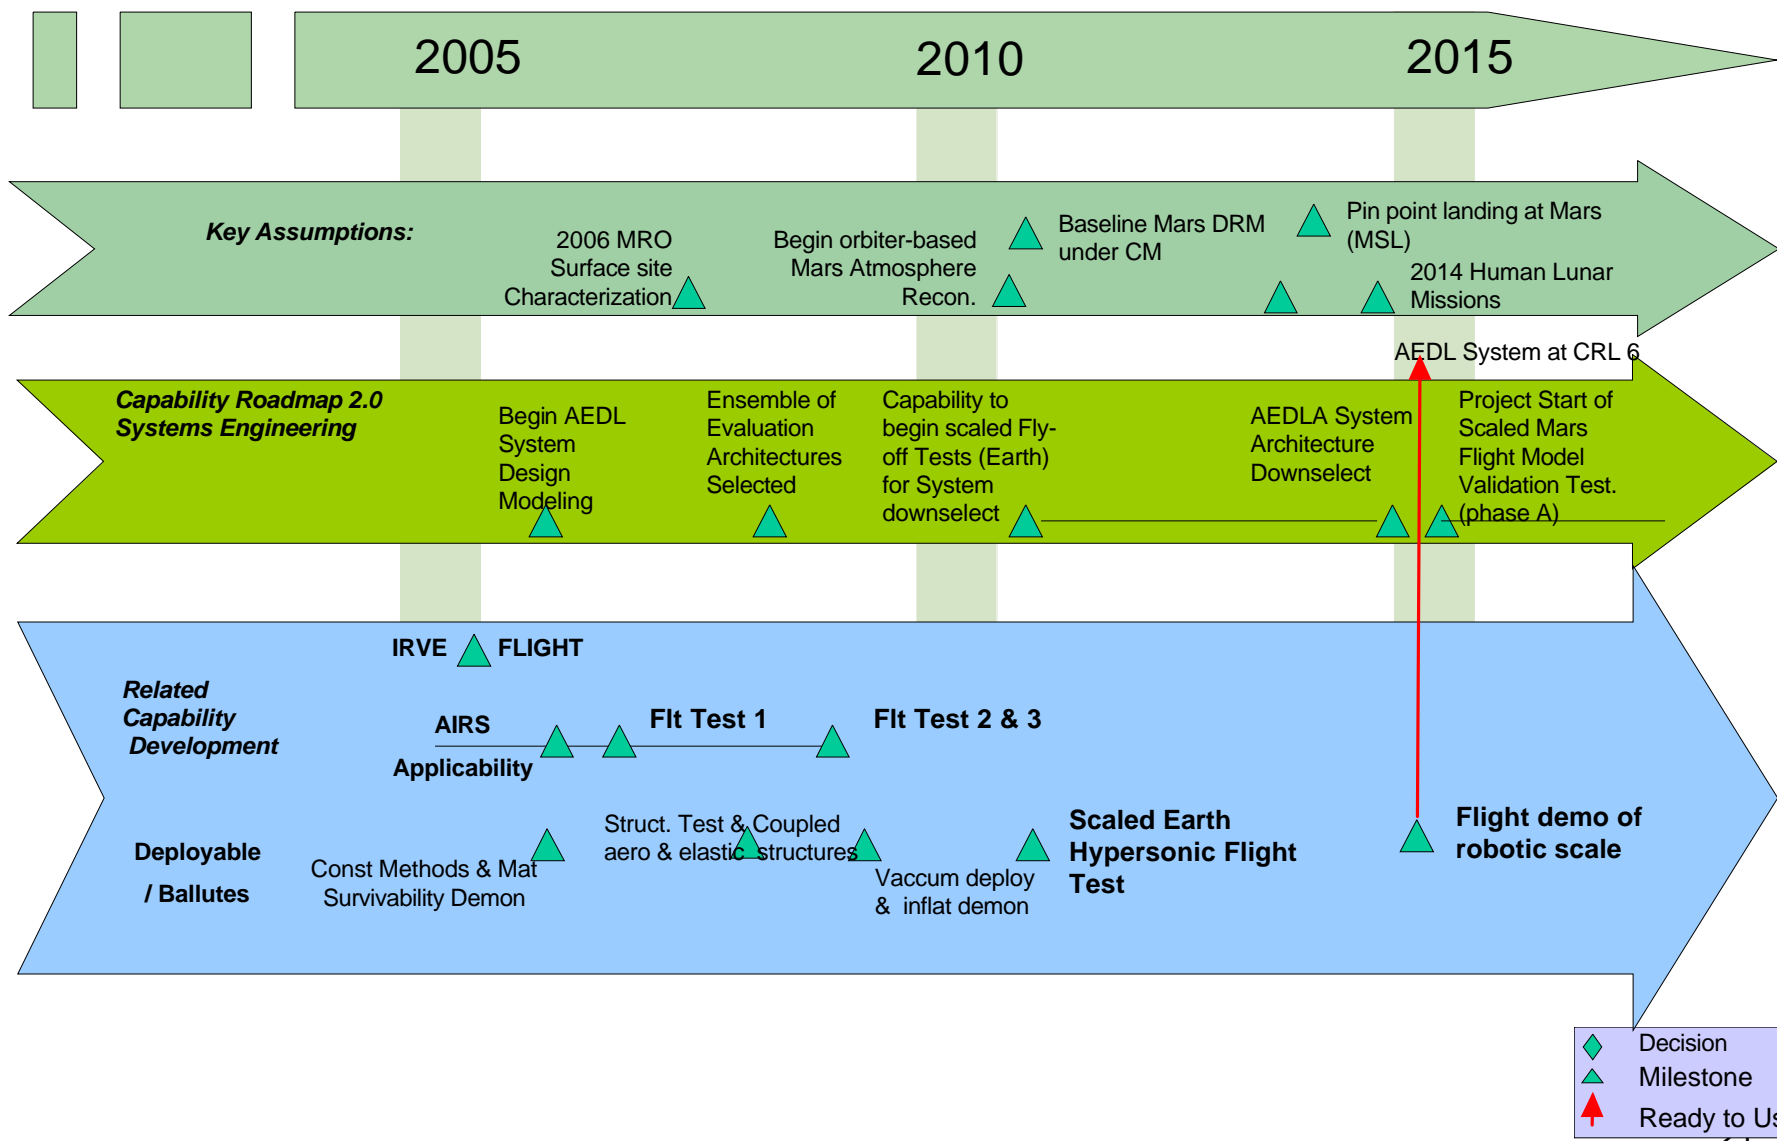 2005
2010
2015
Key Assumptions:
2006 MRO
Surface site
Characterization
Begin orbiter-based
Mars Atmosphere
Recon.
Baseline Mars DRM
under CM
Pin point landing at Mars
(MSL)
2014 Human Lunar
Missions
AEDL System at CRL 6
Capability Roadmap 2.0
Systems Engineering
Begin AEDL
System
Design
Modeling
Ensemble of
Evaluation
Architectures
Selected
Capability to
begin scaled Fly-
off Tests (Earth)
for System
downselect
AEDLA System
Architecture
Downselect
Project Start of
Scaled Mars
Flight Model
Validation Test.
(phase A)
IRVE FLIGHT
Related
Capability
Development
AIRS
Applicability
Flt Test 1
Flt Test 2 & 3
Deployable
/ Ballutes
Const Methods & Mat
Survivability Demon
Struct. Test & Coupled
aero & elastic structures
Vaccum deploy
& inflat demon
Scaled Earth
Hypersonic Flight
Test
Flight demo of
robotic scale
Decision
Milestone
Ready to Us